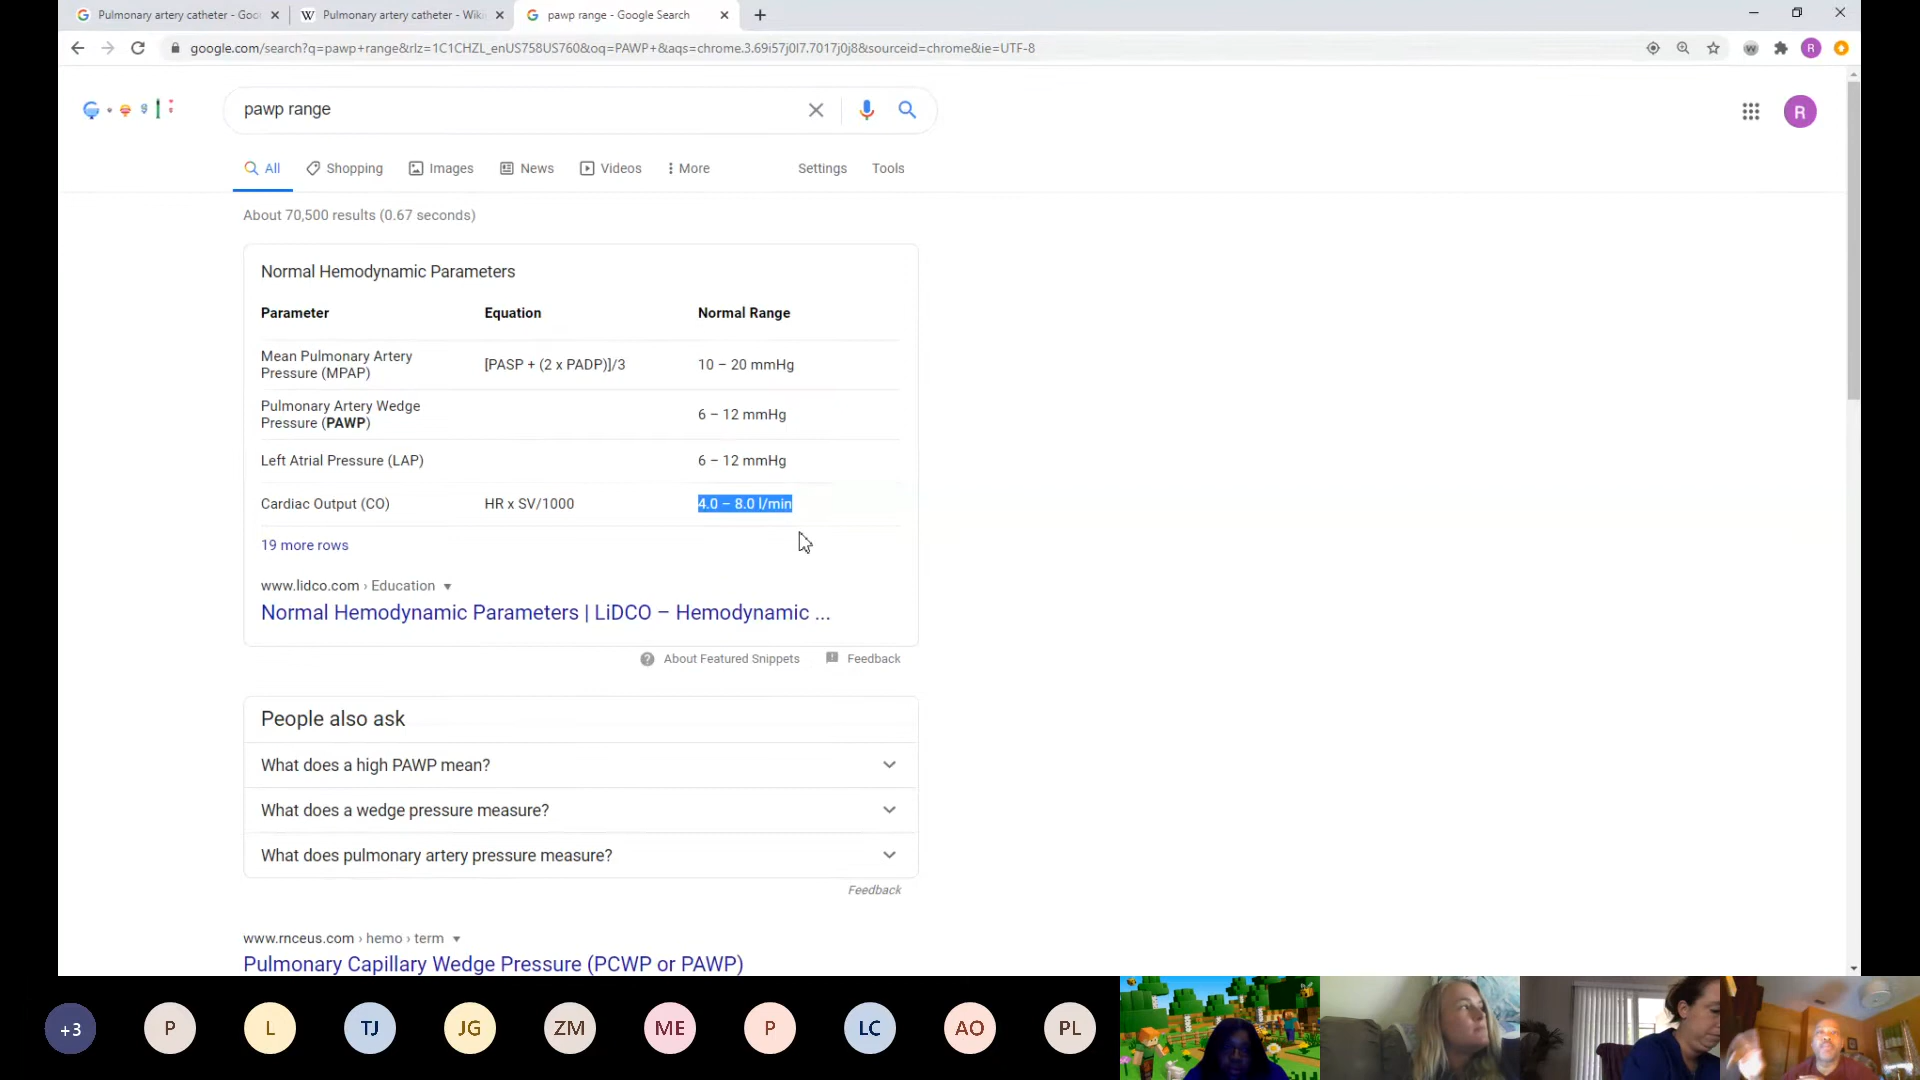 Pulmonary artery catheter - Goo
Pulmonary artery catheter - Wiki
pawp range - Google Search
google.com/search?q=pawp+range&rlz=1C1CHZL_enUS758US760&oq=PAWP+&aqs=chrome.3.69i57j0l7.7017j0j8&sourceid=chrome&ie=UTF-8
R
pawp range
R
All
Shopping
Images
News
Videos
More
Settings
Tools
About 70,500 results (0.67 seconds)
Normal Hemodynamic Parameters
Parameter Equation Normal Range
Mean Pulmonary Artery
Pressure (MPAP) [PASP + (2 x PADP)]/3 10 – 20 mmHg
Pulmonary Artery Wedge
Pressure (PAWP) 6 – 12 mmHg
Left Atrial Pressure (LAP) 6 – 12 mmHg
Cardiac Output (CO) HR x SV/1000 4.0 – 8.0 l/min
19 more rows
www.lidco.com › Education
Normal Hemodynamic Parameters | LiDCO – Hemodynamic ...
About Featured Snippets
Feedback
People also ask
What does a high PAWP mean?
What does a wedge pressure measure?
What does pulmonary artery pressure measure?
Feedback
www.rnceus.com › hemo › term
Pulmonary Capillary Wedge Pressure (PCWP or PAWP)
+3
P
L
TJ
JG
ZM
ME
P
LC
AO
PL